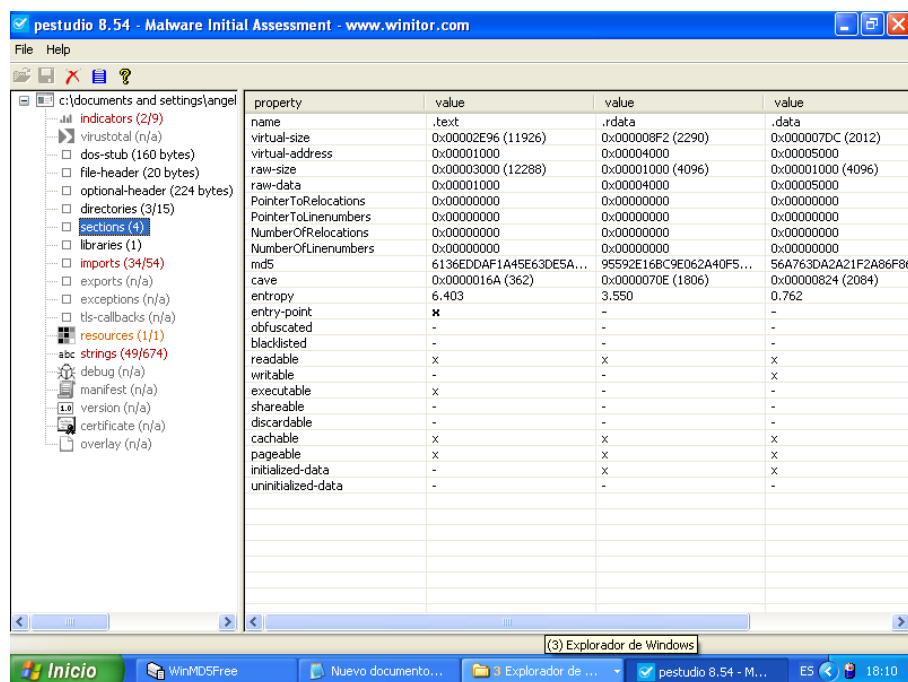 pestudio 8.54 - Malware Initial Assessment - www.winitor.com
File Help
c:\documents and settings\angel
indicators (2/9)
virustotal (n/a)
dos-stub (160 bytes)
file-header (20 bytes)
optional-header (224 bytes)
directories (3/15)
sections (4)
libraries (1)
imports (34/54)
exports (n/a)
exceptions (n/a)
tls-callbacks (n/a)
resources (1/1)
abc strings (49/674)
debug (n/a)
manifest (n/a)
1.0 version (n/a)
certificate (n/a)
overlay (n/a)
property value value value
name .text .rdata .data
virtual-size 0x00002E96 (11926) 0x000008F2 (2290) 0x000007DC (2012)
virtual-address 0x00001000 0x00004000 0x00005000
raw-size 0x00003000 (12288) 0x00001000 (4096) 0x00001000 (4096)
raw-data 0x00001000 0x00004000 0x00005000
PointerToRelocations 0x00000000 0x00000000 0x00000000
PointerToLinenumbers 0x00000000 0x00000000 0x00000000
NumberOfRelocations 0x00000000 0x00000000 0x00000000
NumberOfLinenumbers 0x00000000 0x00000000 0x00000000
md5 6136EDDAF1A45E63DE5A... 95592E16BC9E062A40F5... 56A763DA2A21F2A86F86
cave 0x0000016A (362) 0x0000070E (1806) 0x00000824 (2084)
entropy 6.403 3.550 0.762
entry-point x - -
obfuscated - - -
blacklisted - - -
readable x x x
writable - - x
executable x - -
shareable - - -
discardable - - -
cachable x x x
pageable x x x
initialized-data - x x
uninitialized-data - - -
(3) Explorador de Windows
Inicio WinMD5Free Nuevo documento... 3 Explorador de ... pestudio 8.54 - M... ES 18:10